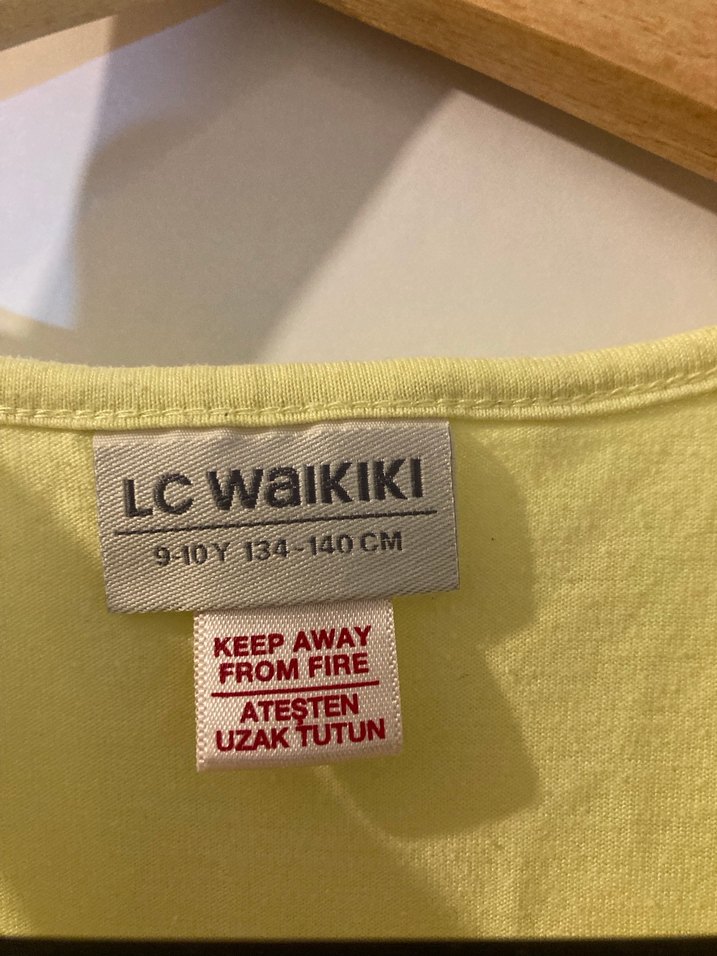 LC WAIKIKI
9-10 Y 134-140 CM
KEEP AWAY
FROM FIRE
ATEŞTEN
UZAK TUTUN